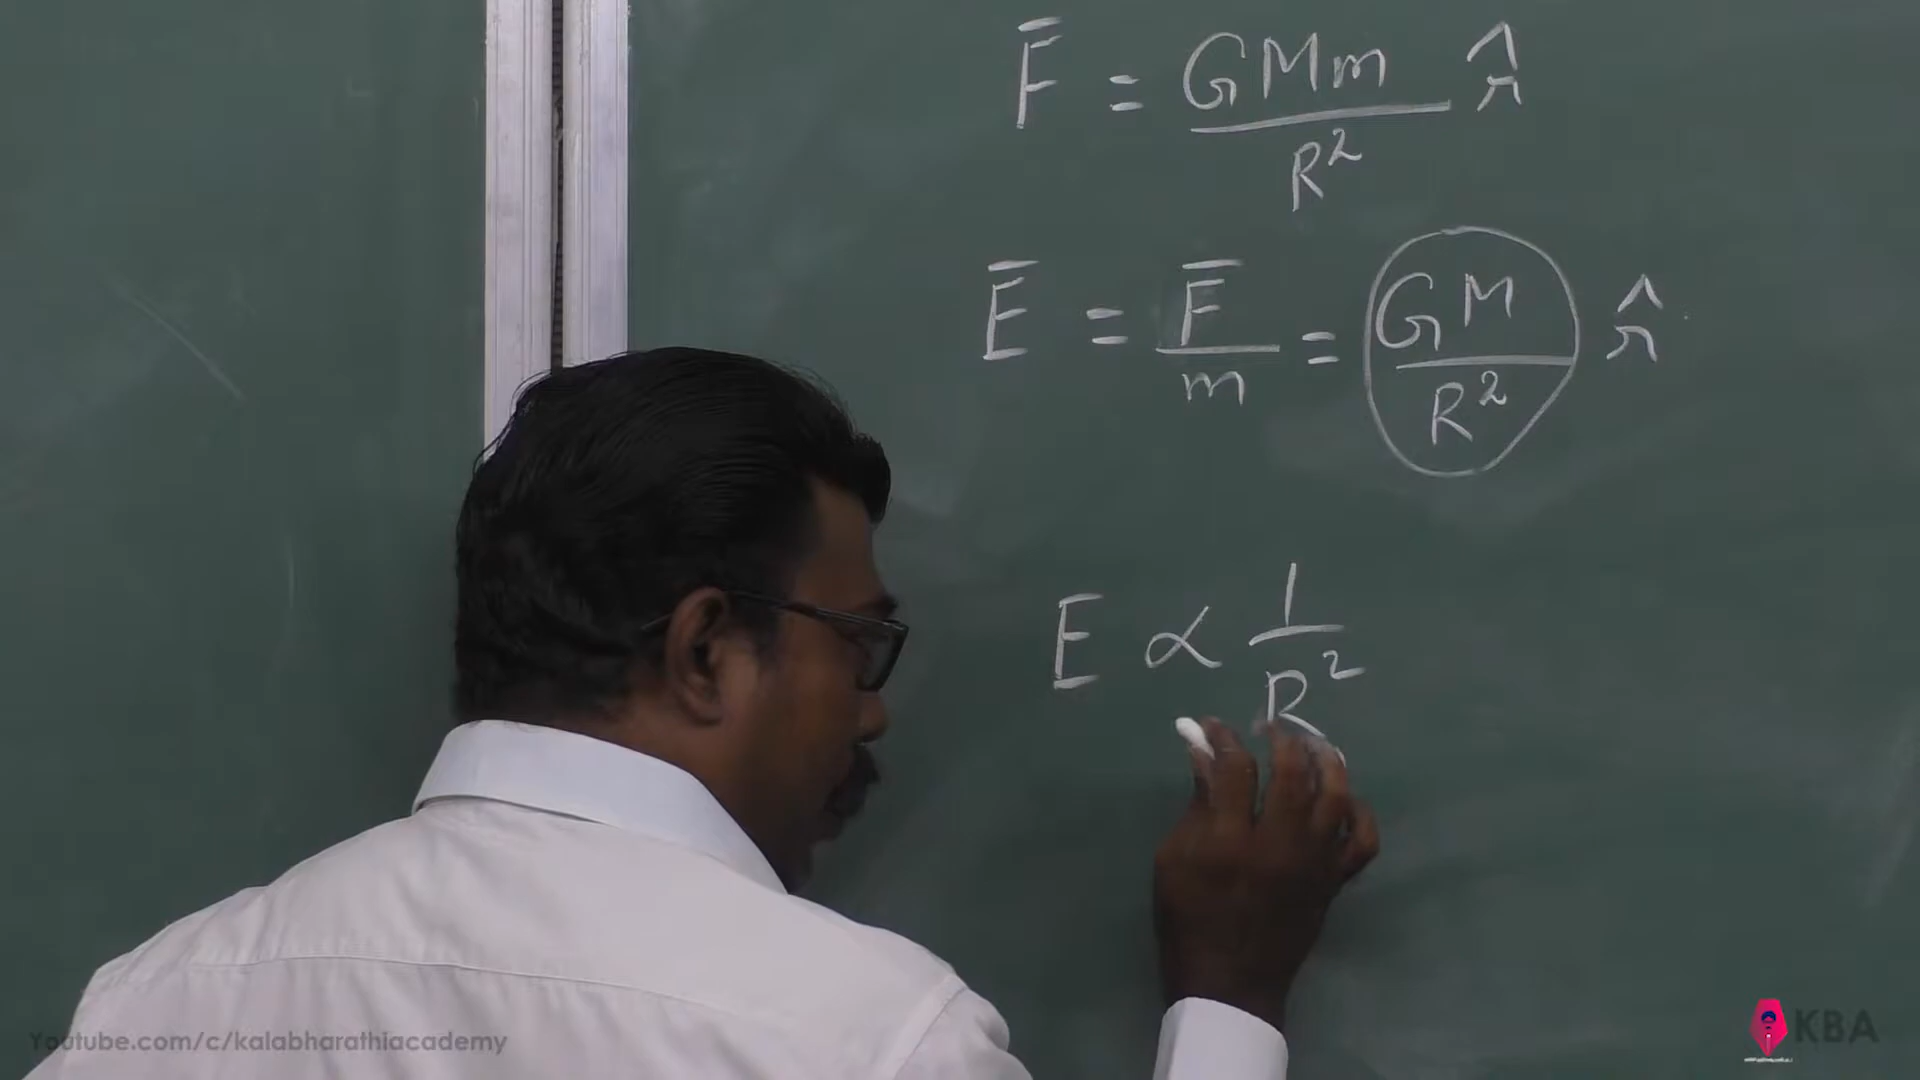 F̄ = GMm/R² r̂
Ē = F̄/m = GM/R² r̂
E ∝ 1/R²
Youtube.com/c/kalabharathiacademy
KBA